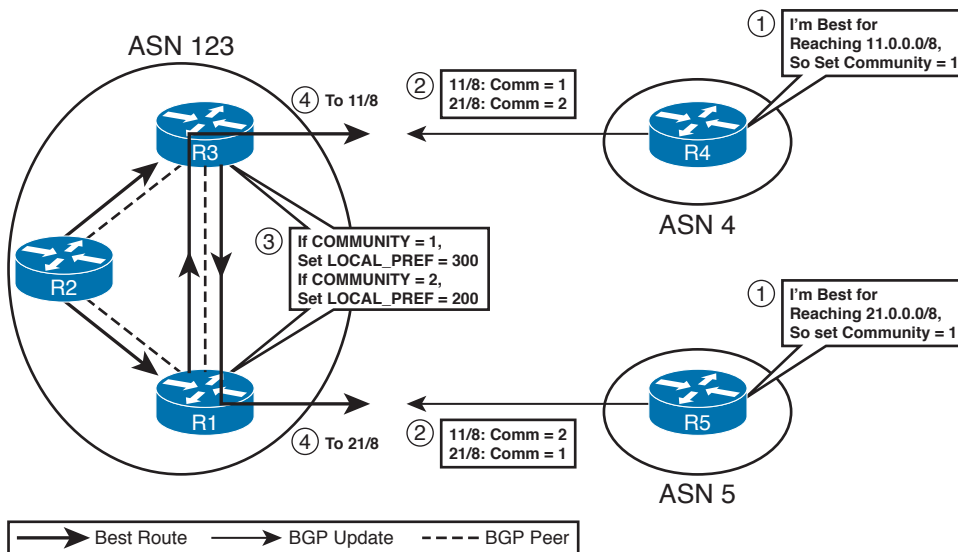 ASN 123
① I'm Best for
Reaching 11.0.0.0/8,
So Set Community = 1
④ To 11/8
② 11/8: Comm = 1
21/8: Comm = 2
R3
R4
ASN 4
③ If COMMUNITY = 1,
Set LOCAL_PREF = 300
If COMMUNITY = 2,
Set LOCAL_PREF = 200
R2
① I'm Best for
Reaching 21.0.0.0/8,
So set Community = 1
R1
R5
④ To 21/8
② 11/8: Comm = 2
21/8: Comm = 1
ASN 5
Best Route
BGP Update
BGP Peer